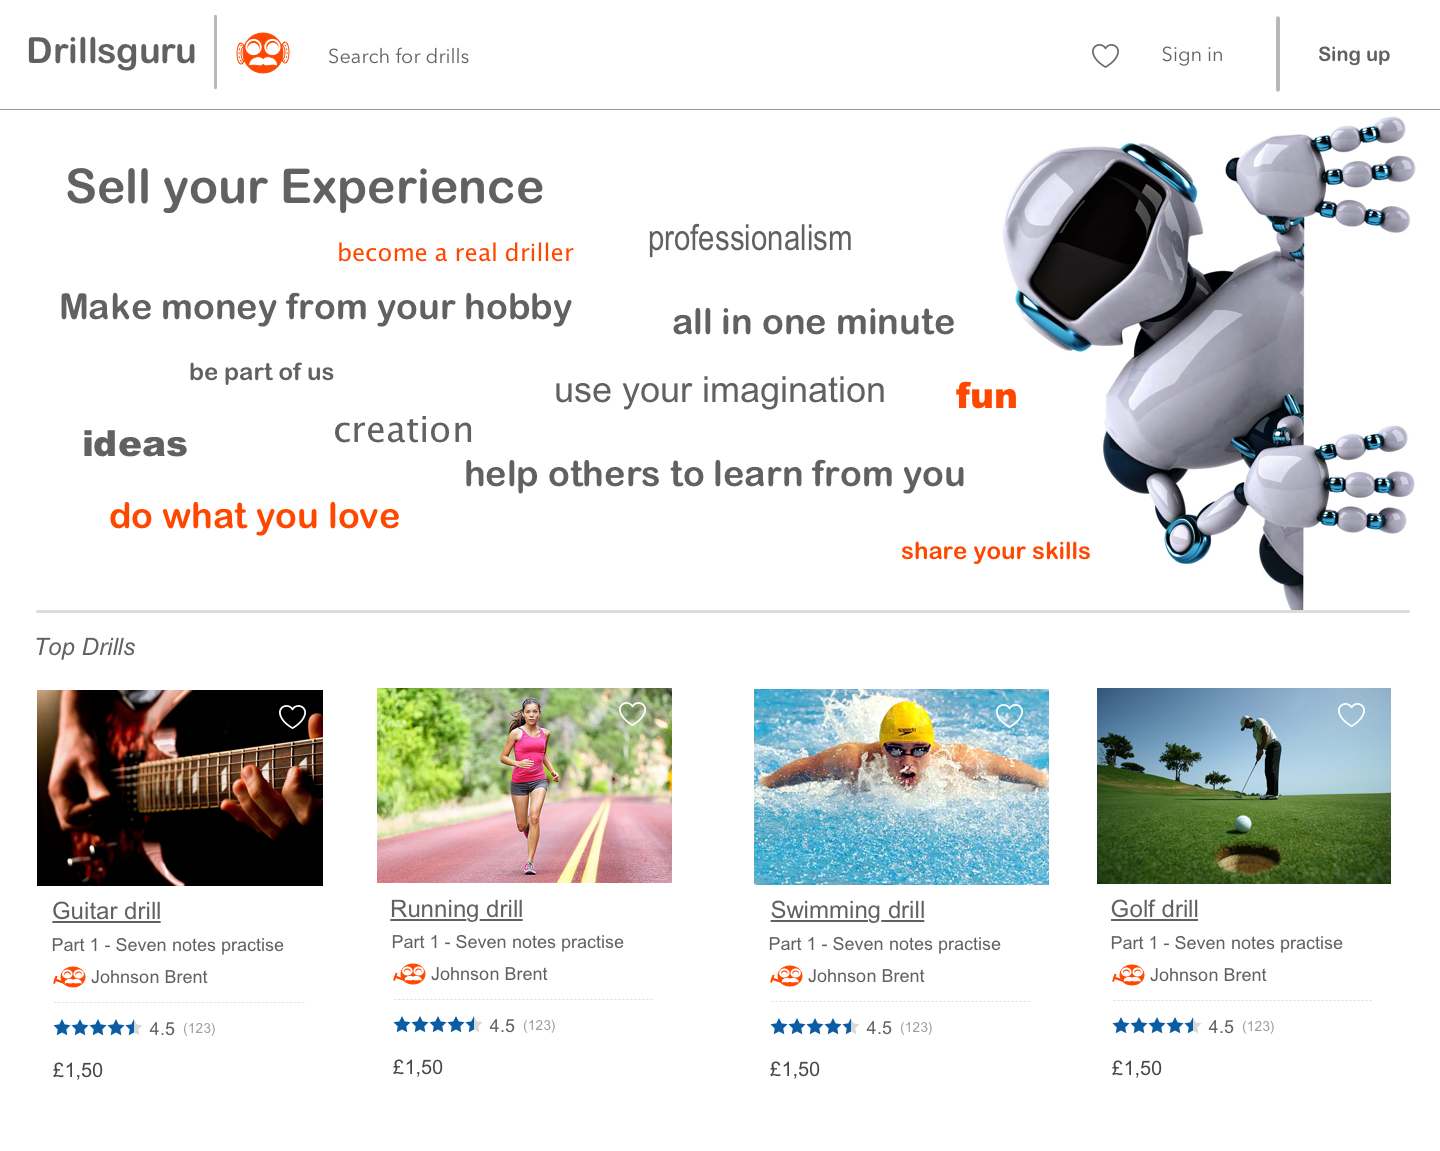 Drillsguru
Search for drills
Sign in
Sing up
Sell your Experience
professionalism
become a real driller
Make money from your hobby
all in one minute
be part of us
use your imagination
fun
creation
ideas
help others to learn from you
do what you love
share your skills
Top Drills
speedo
Guitar drill
Part 1 - Seven notes practise
Johnson Brent
4.5 (123)
£1,50
Running drill
Part 1 - Seven notes practise
Johnson Brent
4.5 (123)
£1,50
Swimming drill
Part 1 - Seven notes practise
Johnson Brent
4.5 (123)
£1,50
Golf drill
Part 1 - Seven notes practise
Johnson Brent
4.5 (123)
£1,50